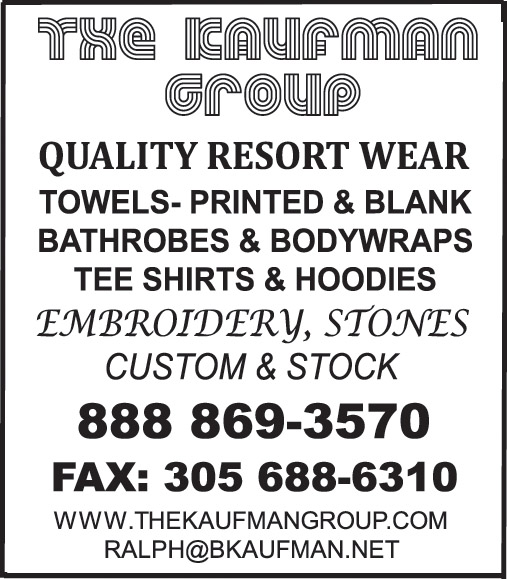 THE KAUFMAN
GROUP
QUALITY RESORT WEAR
TOWELS- PRINTED & BLANK
BATHROBES & BODYWRAPS
TEE SHIRTS & HOODIES
EMBROIDERY, STONES
CUSTOM & STOCK
888 869-3570
FAX: 305 688-6310
WWW.THEKAUFMANGROUP.COM
RALPH@BKAUFMAN.NET